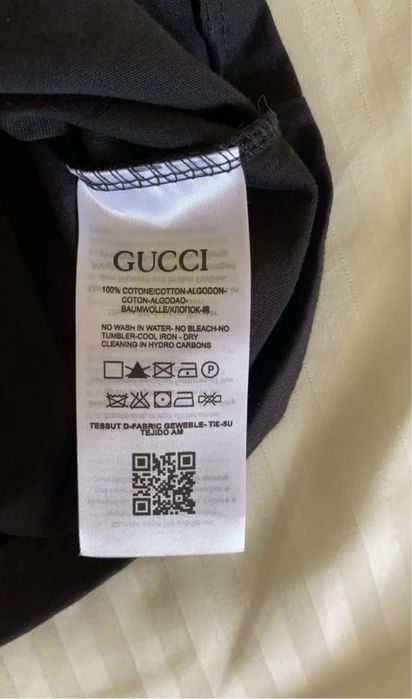 GUCCI
100% COTONE/COTTON-ALGODON-
COTON-ALGODAO-
BAUMWOLLE/ХЛОПОК-棉
NO WASH IN WATER- NO BLEACH-NO
TUMBLER-COOL IRON - DRY
CLEANING IN HYDRO CARBONS
P
TESSUT D-FABRIC GEWEBLE- TIE-5U
TEJIDO AM